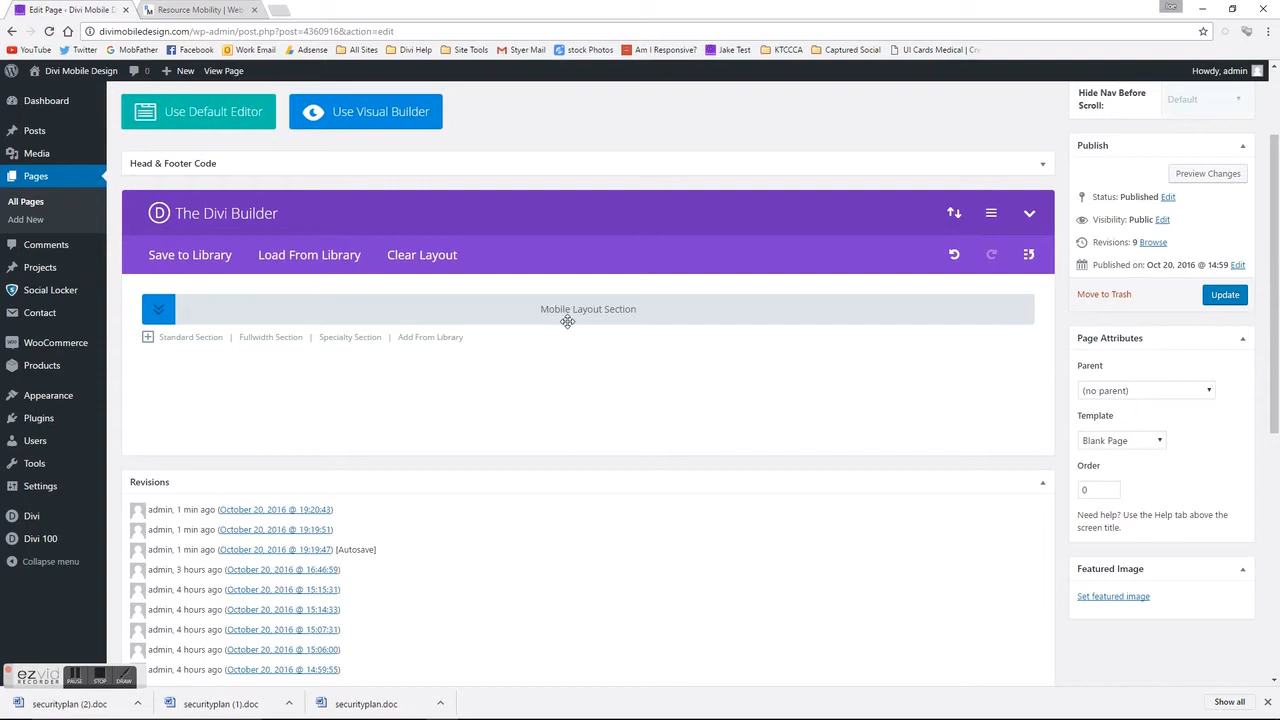 Edit Page ‹ Divi Mobile D
Resource Mobility | Web
divimobiledesign.com/wp-admin/post.php?post=4360916&action=edit
YouTube
Twitter
MobFather
Facebook
Work Email
Adsense
All Sites
Divi Help
Site Tools
Styer Mail
stock Photos
Am I Responsive?
Jake Test
KTCCCA
Captured Social
UI Cards Medical | Cre
Divi Mobile Design
0
New
View Page
Howdy, admin
Dashboard
Posts
Media
Pages
All Pages
Add New
Comments
Projects
Social Locker
Contact
WooCommerce
Products
Appearance
Plugins
Users
Tools
Settings
Divi
Divi 100
Collapse menu
Use Default Editor
Use Visual Builder
Head & Footer Code
D The Divi Builder
Save to Library
Load From Library
Clear Layout
Mobile Layout Section
Standard Section | Fullwidth Section | Specialty Section | Add From Library
Revisions
admin, 1 min ago (October 20, 2016 @ 19:20:43)
admin, 1 min ago (October 20, 2016 @ 19:19:51)
admin, 1 min ago (October 20, 2016 @ 19:19:47) [Autosave]
admin, 3 hours ago (October 20, 2016 @ 16:46:59)
admin, 4 hours ago (October 20, 2016 @ 15:15:31)
admin, 4 hours ago (October 20, 2016 @ 15:14:33)
admin, 4 hours ago (October 20, 2016 @ 15:07:31)
admin, 4 hours ago (October 20, 2016 @ 15:06:00)
admin, 4 hours ago (October 20, 2016 @ 14:59:55)
Hide Nav Before
Scroll:
Default
Publish
Preview Changes
Status: Published Edit
Visibility: Public Edit
Revisions: 9 Browse
Published on: Oct 20, 2016 @ 14:59 Edit
Move to Trash
Update
Page Attributes
Parent
(no parent)
Template
Blank Page
Order
0
Need help? Use the Help tab above the
screen title.
Featured Image
Set featured image
ezvid
RECORDER
PAUSE
STOP
DRAW
securityplan (2).doc
securityplan (1).doc
securityplan.doc
Show all